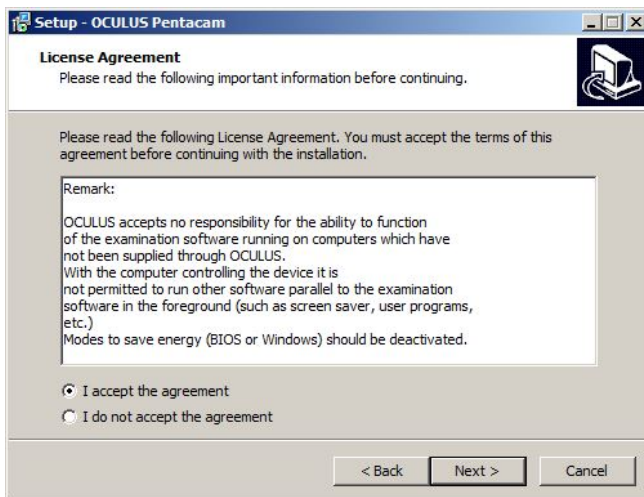 Setup - OCULUS Pentacam
License Agreement
Please read the following important information before continuing.
Please read the following License Agreement. You must accept the terms of this
agreement before continuing with the installation.
Remark:
OCULUS accepts no responsibility for the ability to function
of the examination software running on computers which have
not been supplied through OCULUS.
With the computer controlling the device it is
not permitted to run other software parallel to the examination
software in the foreground (such as screen saver, user programs,
etc.)
Modes to save energy (BIOS or Windows) should be deactivated.
I accept the agreement
I do not accept the agreement
< Back Next > Cancel